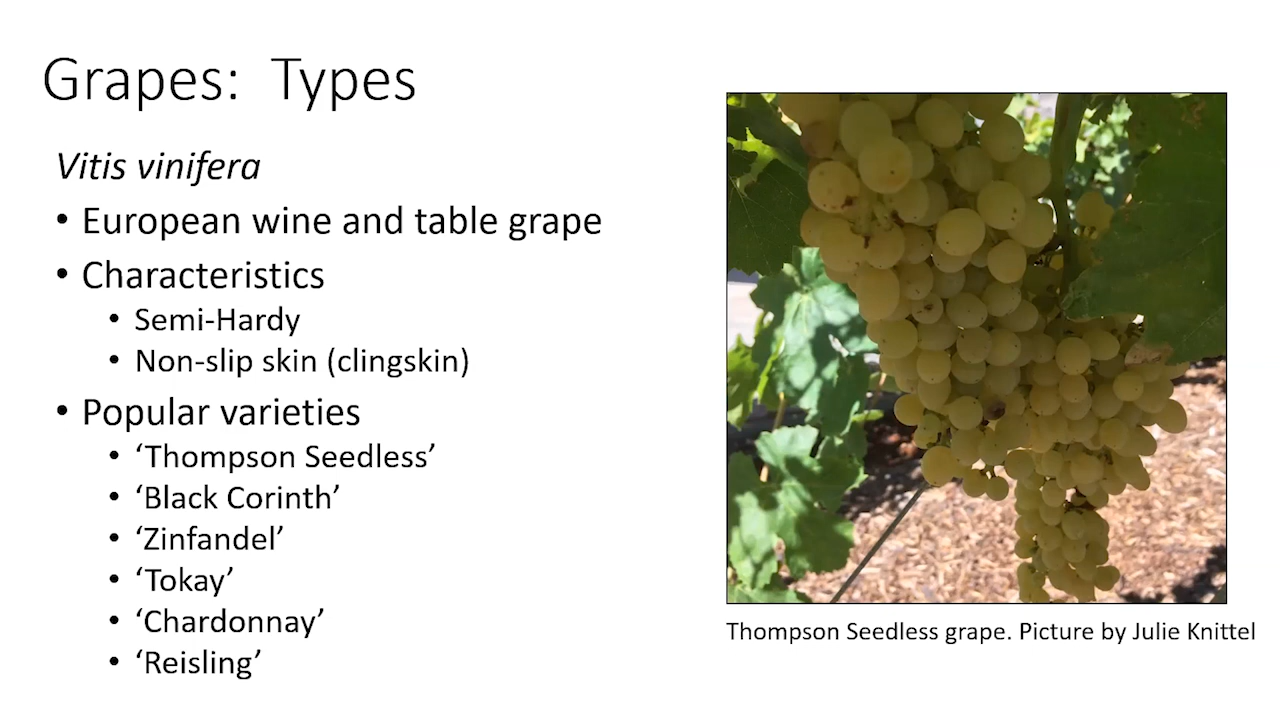 Grapes:  Types
Vitis vinifera
• European wine and table grape
• Characteristics
• Semi-Hardy
• Non-slip skin (clingskin)
• Popular varieties
• ‘Thompson Seedless’
• ‘Black Corinth’
• ‘Zinfandel’
• ‘Tokay’
• ‘Chardonnay’
• ‘Reisling’
Thompson Seedless grape. Picture by Julie Knittel